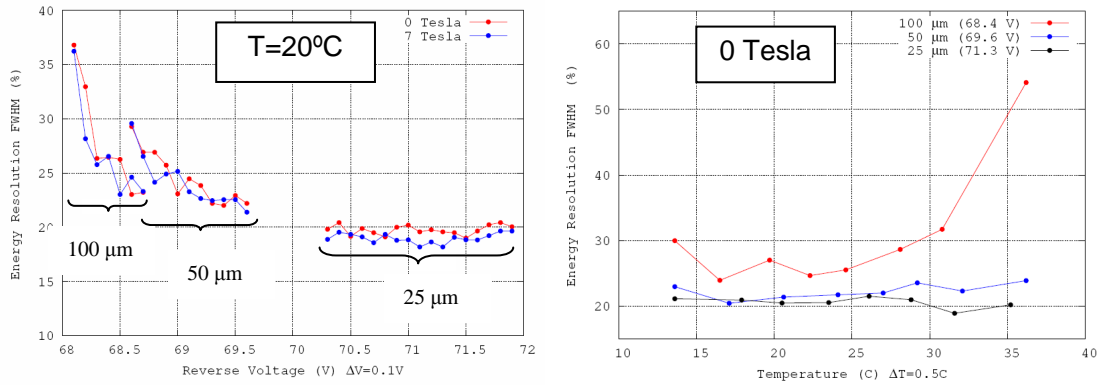 T=20ºC
0 Tesla
7 Tesla
Energy Resolution FWHM (%)
40
35
30
25
20
15
10
100 μm
50 μm
25 μm
68 68.5 69 69.5 70 70.5 71 71.5 72
Reverse Voltage (V) ΔV=0.1V
0 Tesla
100 μm (68.4 V)
50 μm (69.6 V)
25 μm (71.3 V)
Energy Resolution FWHM (%)
60
50
40
30
20
10 15 20 25 30 35 40
Temperature (C) ΔT=0.5C